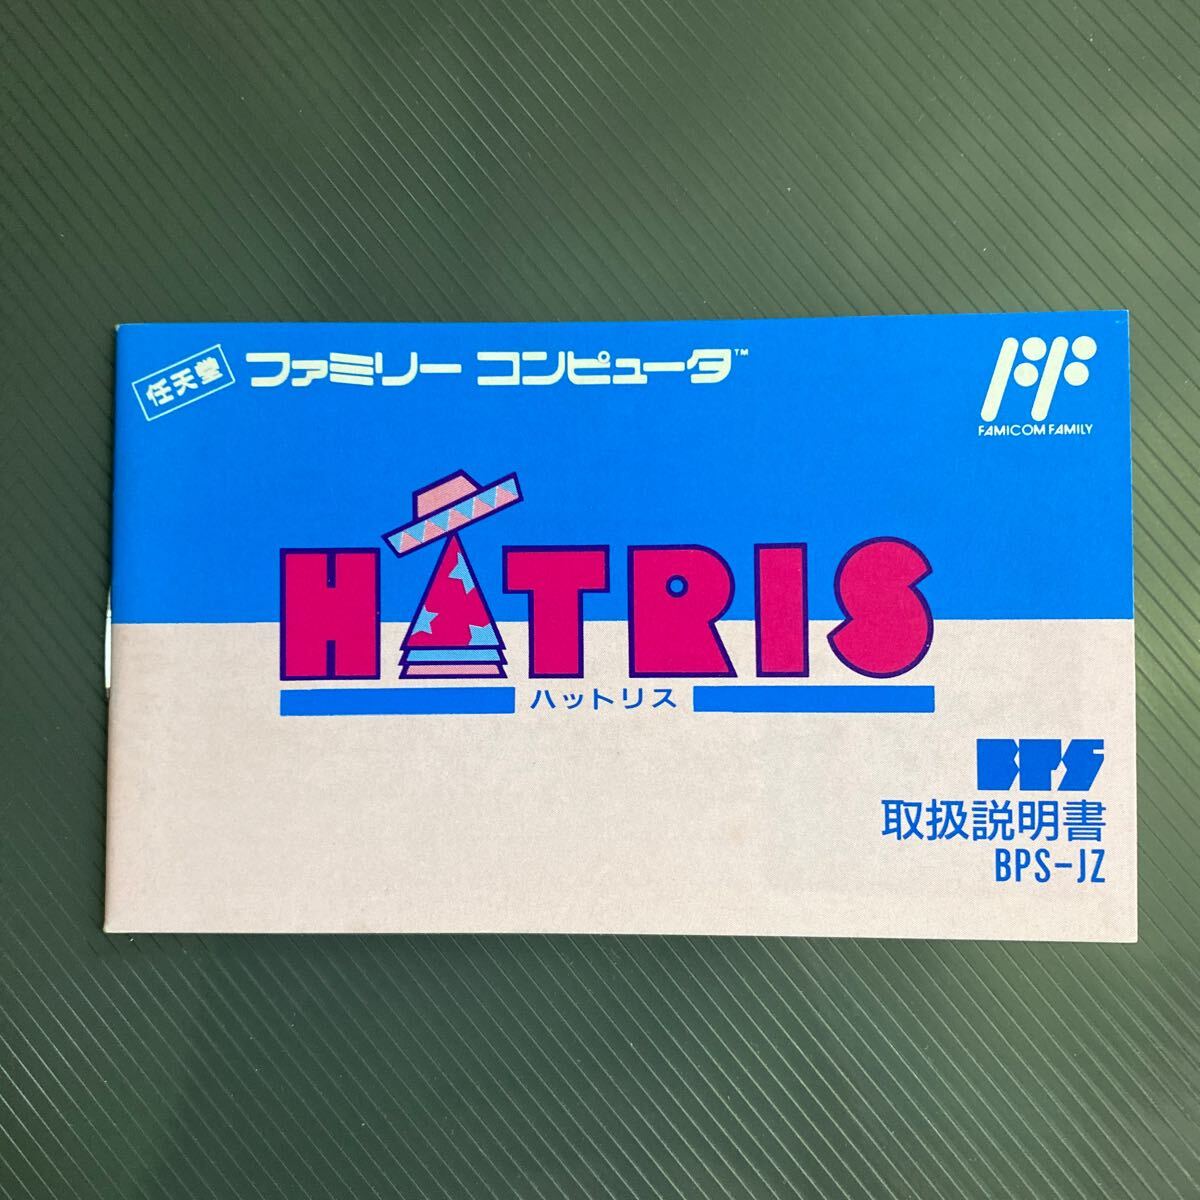 任天堂 ファミリー コンピュータ™
FAMICOM FAMILY
HATRIS
ハットリス
BPS
取扱説明書
BPS-JZ